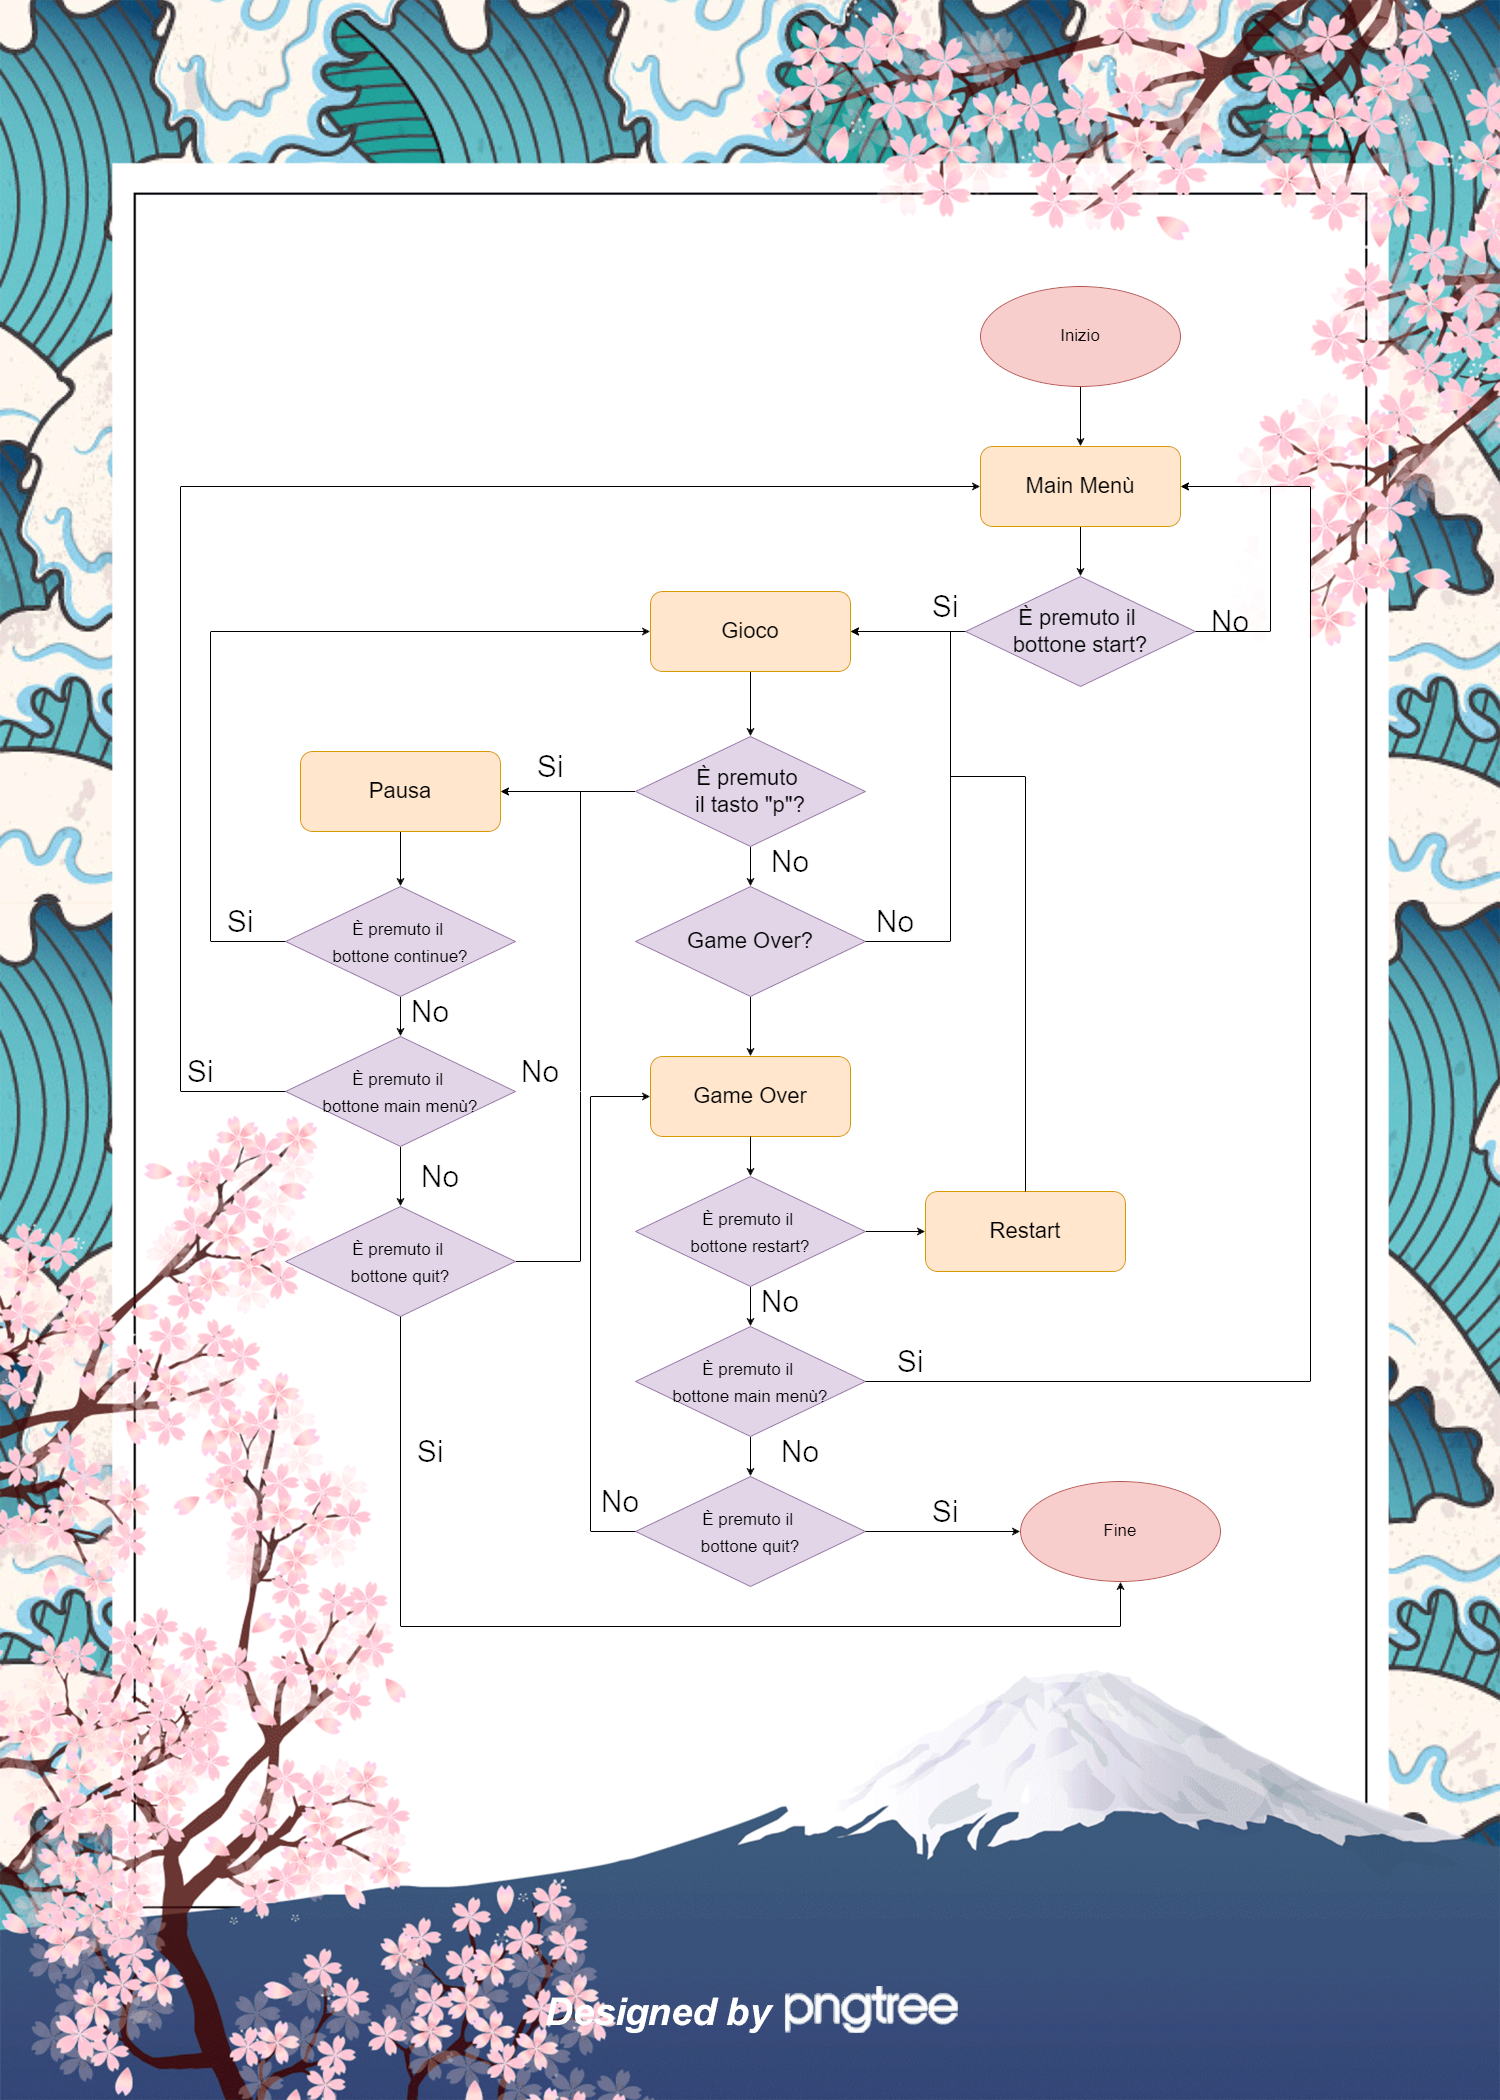 Inizio
Main Menù
È premuto il
bottone start?
Si
No
Gioco
È premuto
il tasto "p"?
Si
Pausa
No
È premuto il
bottone continue?
Si
Game Over?
No
No
È premuto il
bottone main menù?
Si
No
Game Over
No
È premuto il
bottone quit?
È premuto il
bottone restart?
Restart
No
È premuto il
bottone main menù?
Si
Si
No
No
È premuto il
bottone quit?
Si
Fine
Designed by pngtree